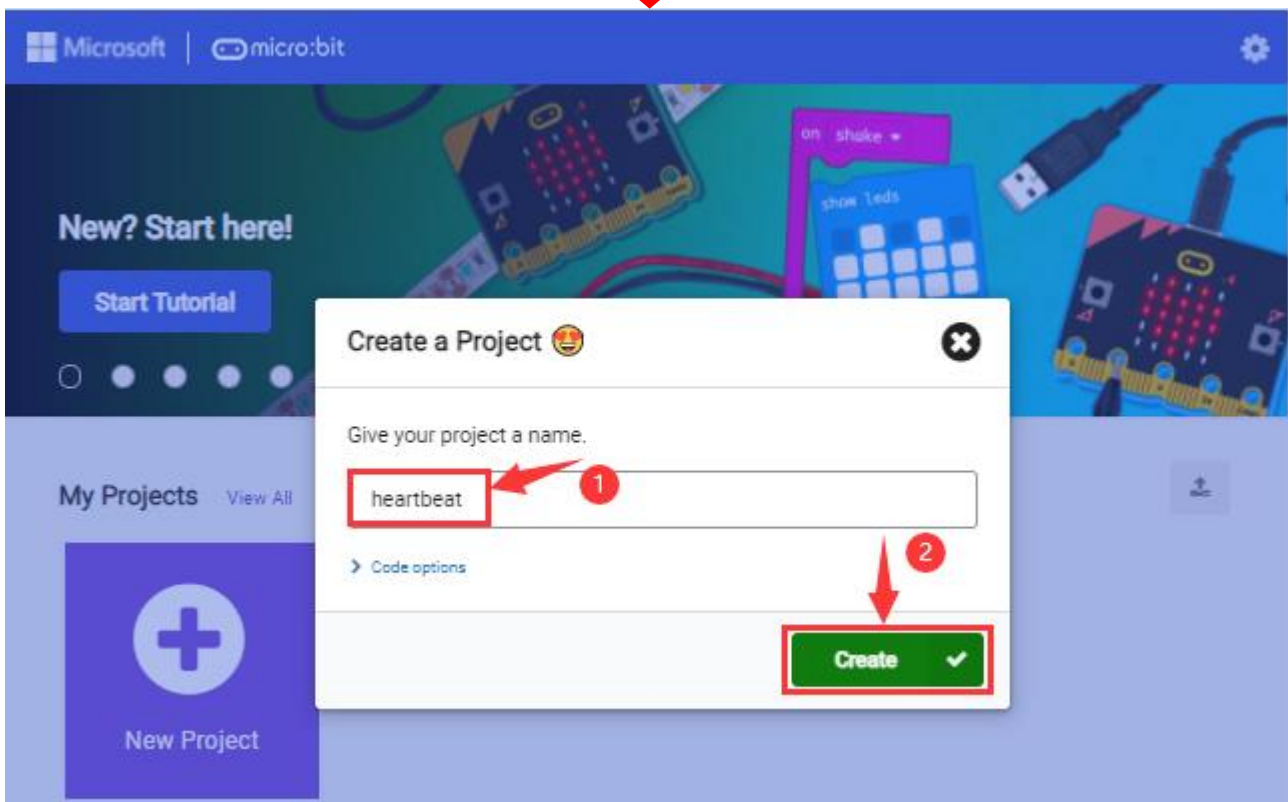 Microsoft | micro:bit
on shake
show leds
New? Start here!
Start Tutorial
Create a Project 😍
Give your project a name.
heartbeat
1
My Projects View All
Code options
2
Create
New Project